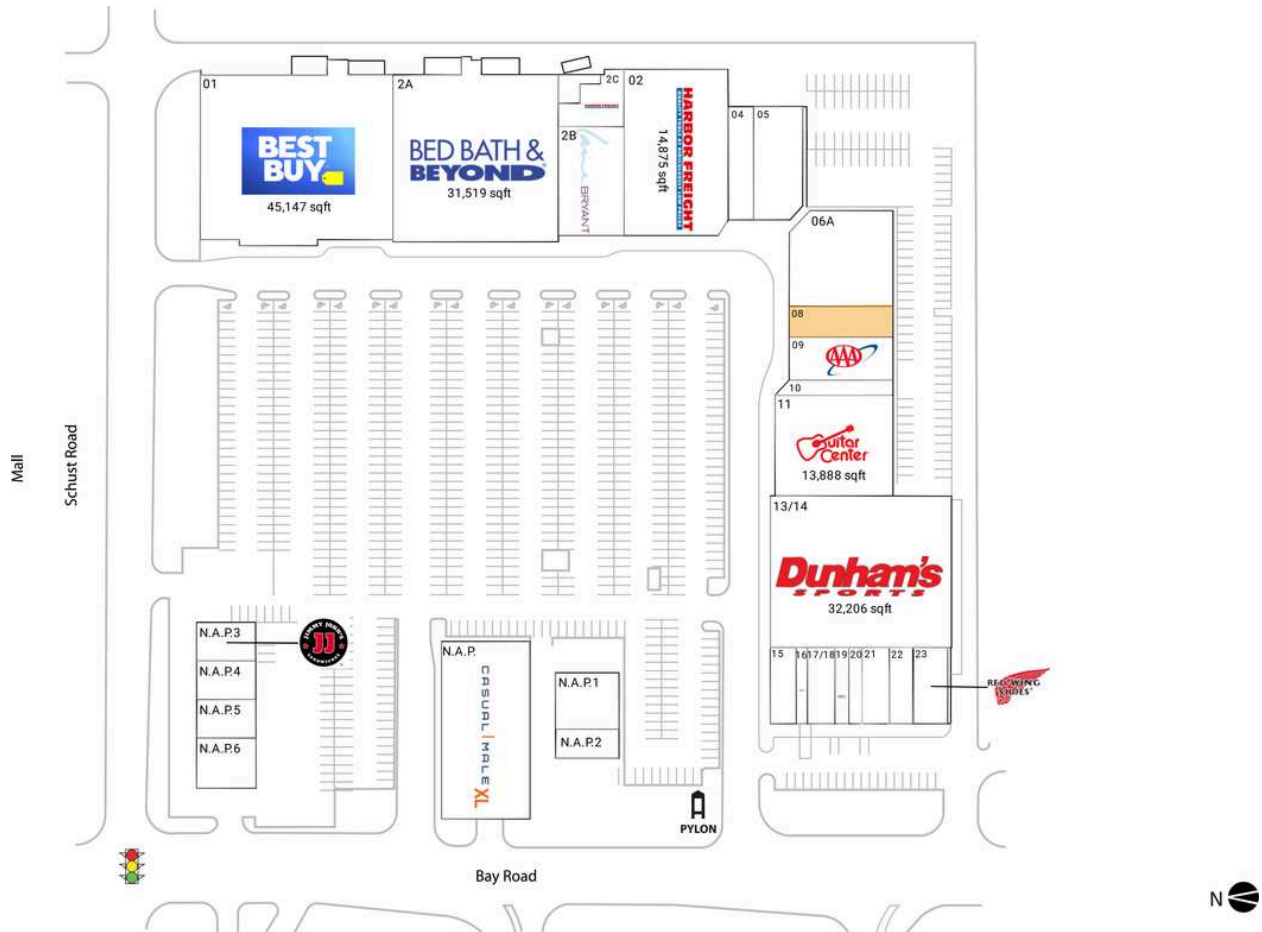 01
BEST
BUY
45,147 sqft
2A
BED BATH &
BEYOND
31,519 sqft
2C
HARBOR FREIGHT
2B
Lane
BRYANT
02
HARBOR FREIGHT
14,875 sqft
04
05
06A
08
09
AAA
10
11
Guitar
Center
13,888 sqft
13/14
Dunham's
SPORTS
32,206 sqft
15
16
17/18
19
20
21
22
23
RED WING
SHOES
Mall
Schust Road
N.A.P.3
JIMMY JOHN'S
JJ
SANDWICHES
N.A.P.4
N.A.P.5
N.A.P.6
N.A.P.
CASUAL MALE XL
N.A.P.1
N.A.P.2
PYLON
Bay Road
N